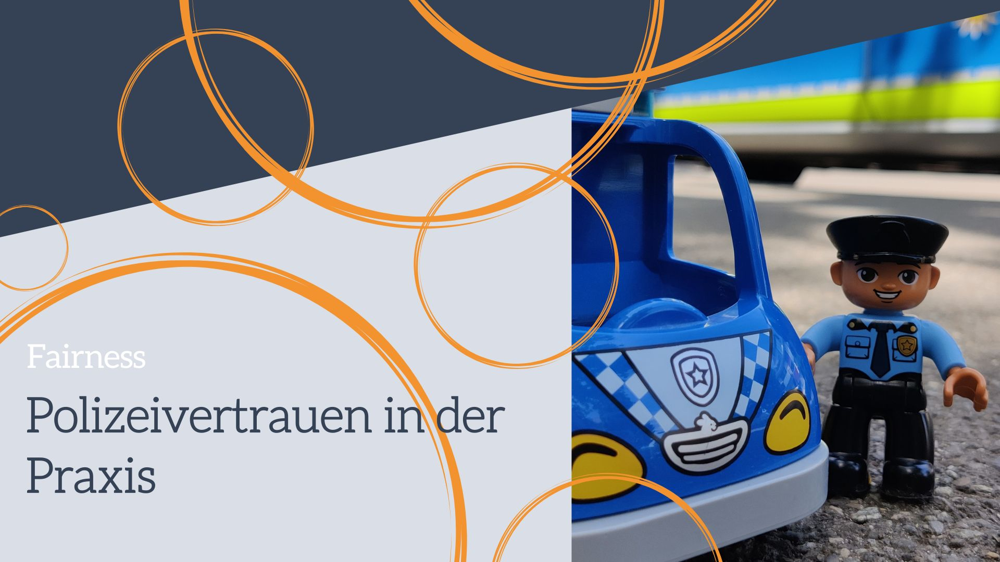 Fairness
Polizeivertrauen in der
Praxis